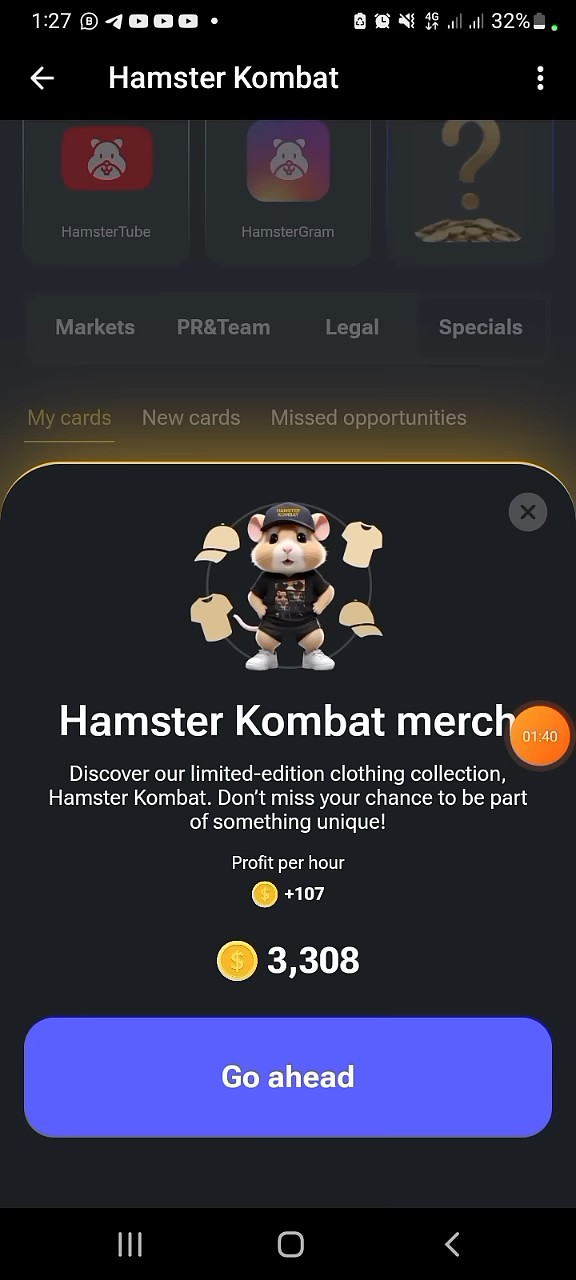 1:27
4G
32%
Hamster Kombat
HamsterTube
HamsterGram
Markets
PR&Team
Legal
Specials
My cards
New cards
Missed opportunities
HAMSTER
KOMBAT
Hamster Kombat merch
01:40
Discover our limited-edition clothing collection,
Hamster Kombat. Don’t miss your chance to be part
of something unique!
Profit per hour
+107
3,308
Go ahead